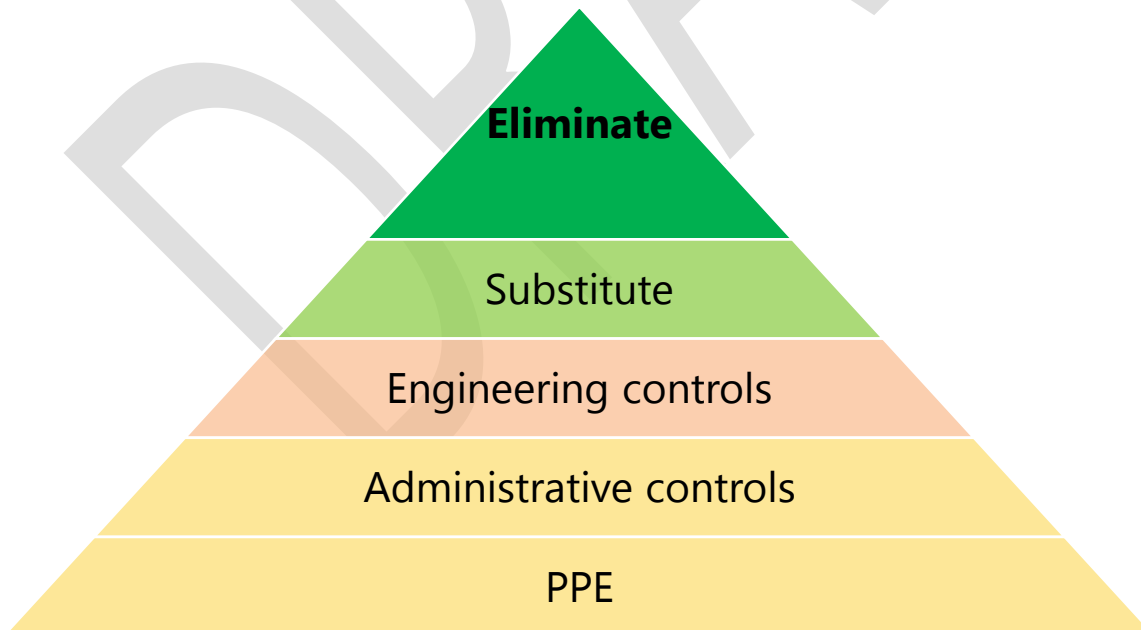 Eliminate
Substitute
Engineering controls
Administrative controls
PPE